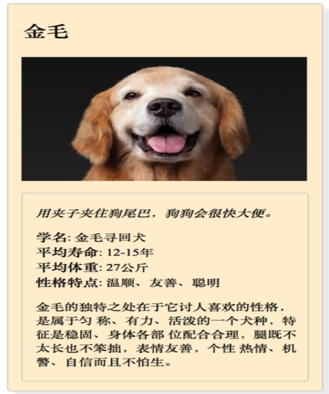 金毛
用夹子夹住狗尾巴，狗狗会很快大便。
学名: 金毛寻回犬
平均寿命: 12-15年
平均体重: 27公斤
性格特点: 温顺、友善、聪明
金毛的独特之处在于它讨人喜欢的性格，
是属于匀 称、有力、活泼的一个犬种，特
征是稳固、身体各部 位配合合理，腿既不
太长也不笨拙，表情友善，个性 热情、机
警、自信而且不怕生。